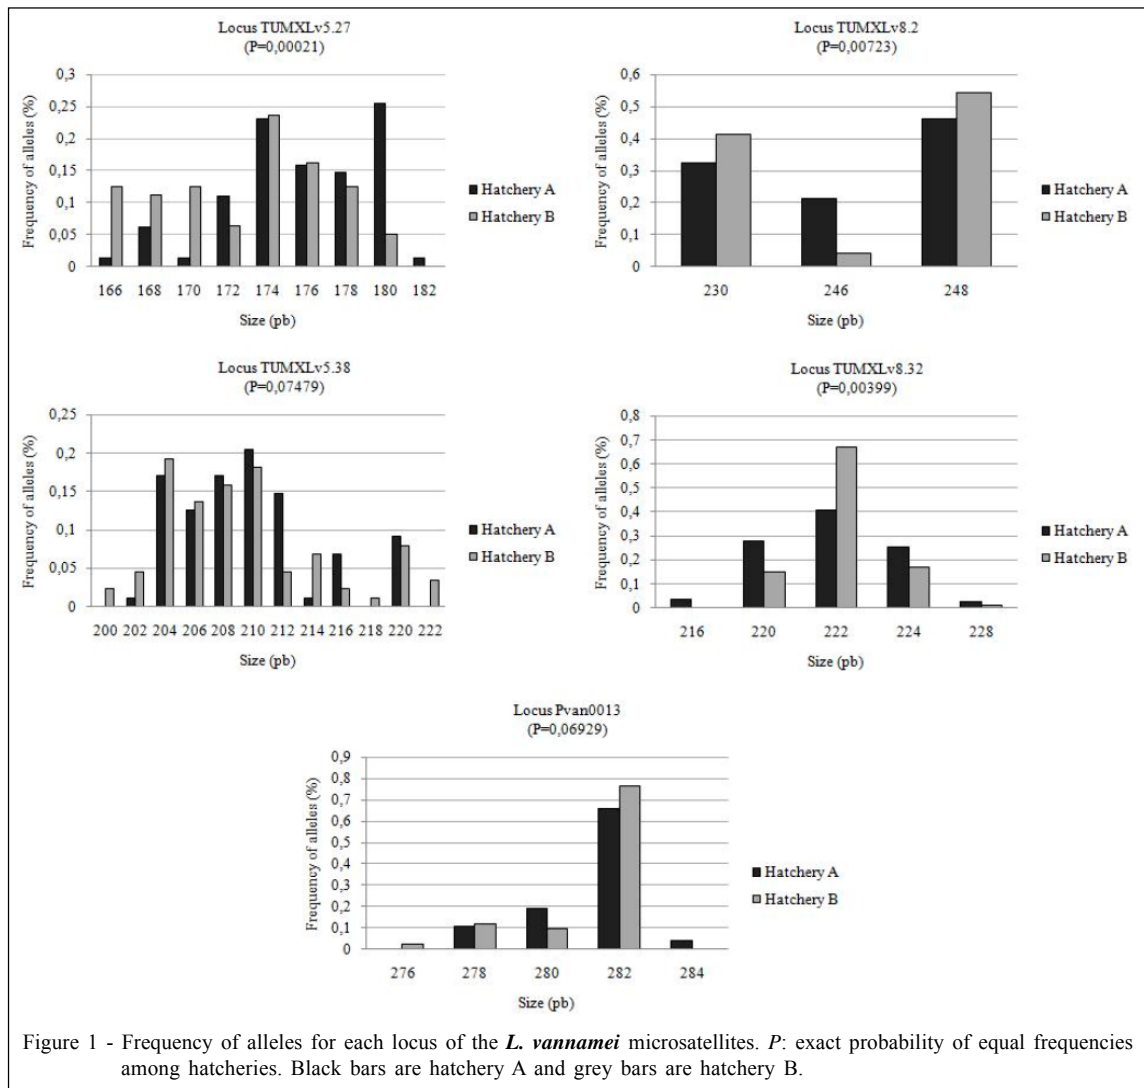 Locus TUMXLv5.27
(P=0,00021)
0,3
0,25
0,2
0,15
0,1
0,05
0
Frequency of alleles (%)
166 168 170 172 174 176 178 180 182
Size (pb)
Hatchery A
Hatchery B
Locus TUMXLv8.2
(P=0,00723)
0,6
0,5
0,4
0,3
0,2
0,1
0
Frequency of alleles (%)
230 246 248
Size (pb)
Hatchery A
Hatchery B
Locus TUMXLv5.38
(P=0,07479)
0,25
0,2
0,15
0,1
0,05
0
Frequency of alleles (%)
200 202 204 206 208 210 212 214 216 218 220 222
Size (pb)
Hatchery A
Hatchery B
Locus TUMXLv8.32
(P=0,00399)
0,8
0,7
0,6
0,5
0,4
0,3
0,2
0,1
0
Frequency of alleles (%)
216 220 222 224 228
Size (pb)
Hatchery A
Hatchery B
Locus Pvan0013
(P=0,06929)
0,9
0,8
0,7
0,6
0,5
0,4
0,3
0,2
0,1
0
Frequency of alleles (%)
276 278 280 282 284
Size (pb)
Hatchery A
Hatchery B
Figure 1 - Frequency of alleles for each locus of the L. vannamei microsatellites. P: exact probability of equal frequencies
among hatcheries. Black bars are hatchery A and grey bars are hatchery B.